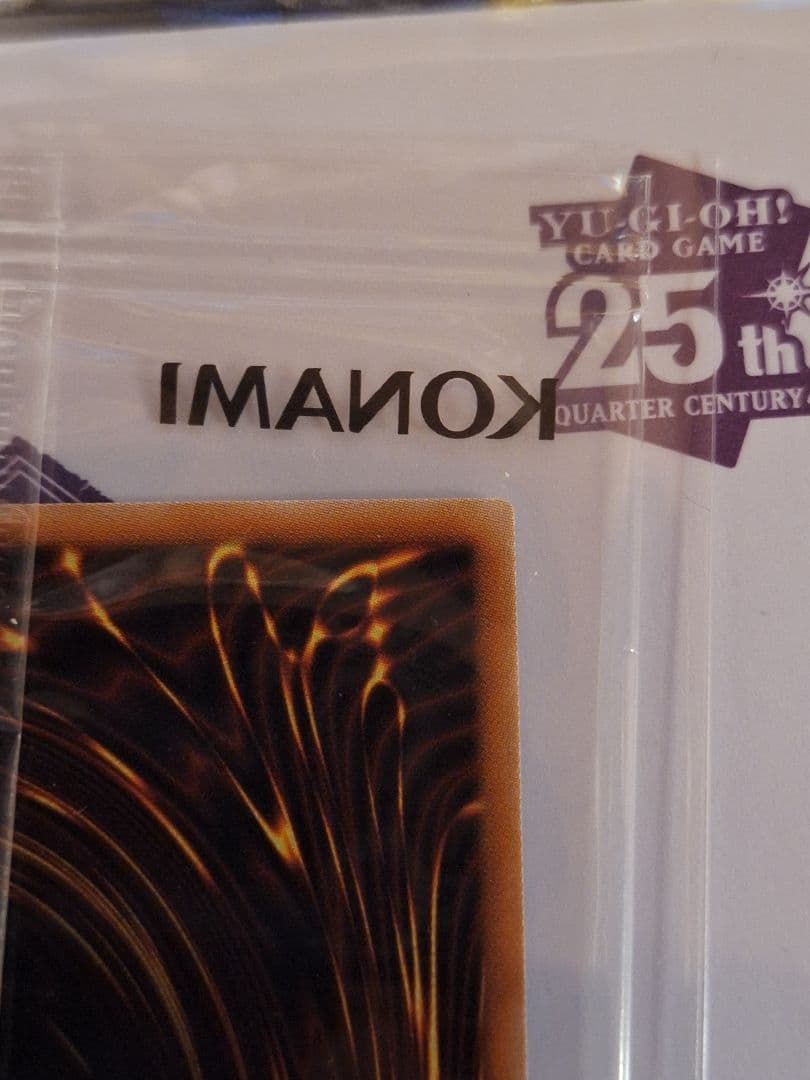 YU-GI-OH!
CARD GAME
25th
QUARTER CENTURY
KONAMI